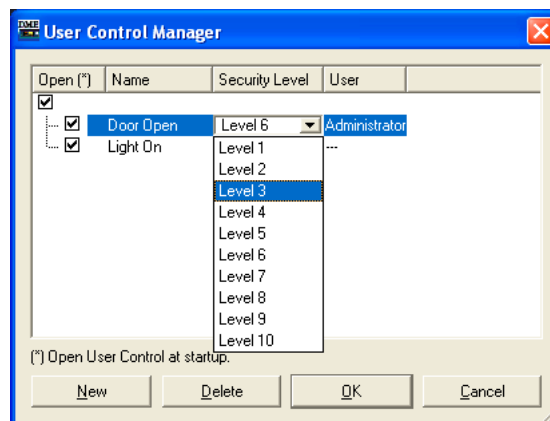 User Control Manager
Open (*) Name Security Level User
Door Open Level 6 Administrator
Light On Level 1 ---
Level 2
Level 3
Level 4
Level 5
Level 6
Level 7
Level 8
Level 9
Level 10
(*) Open User Control at startup.
New Delete OK Cancel